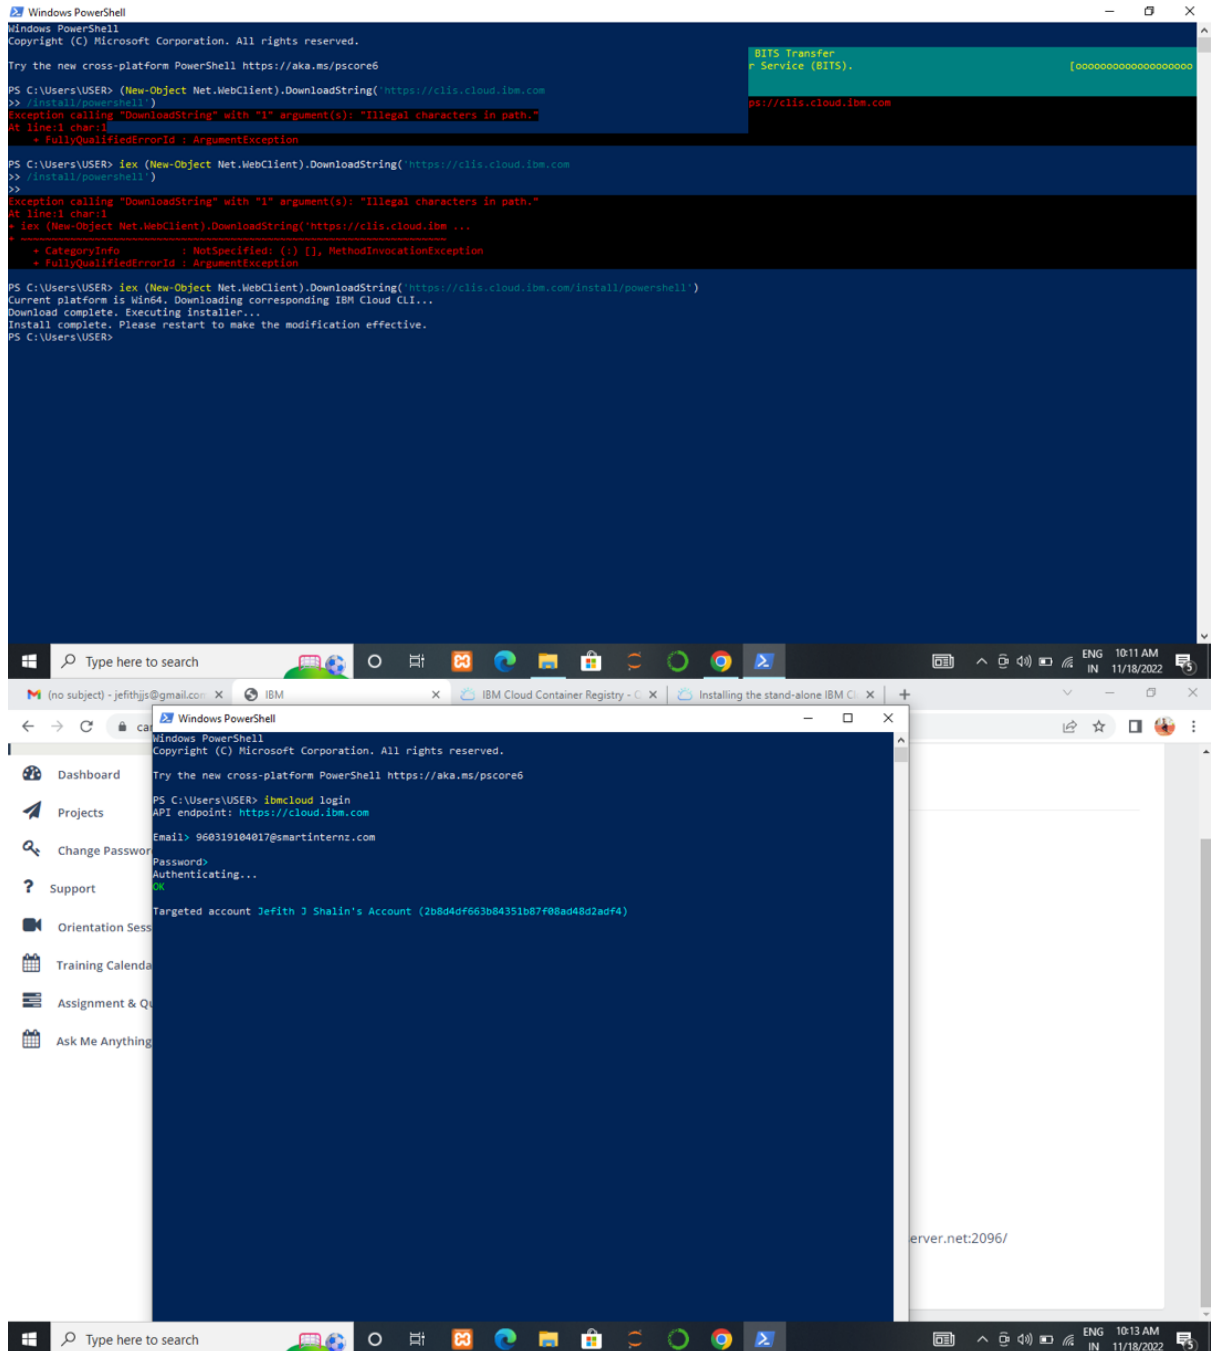 Windows PowerShell
Windows PowerShell
Copyright (C) Microsoft Corporation. All rights reserved.
BITS Transfer
Try the new cross-platform PowerShell https://aka.ms/pscore6
r Service (BITS).
[ooooooooooooooooooo
PS C:\Users\USER> (New-Object Net.WebClient).DownloadString('https://clis.cloud.ibm.com
>> /install/powershell')
ps://clis.cloud.ibm.com
Exception calling "DownloadString" with "1" argument(s): "Illegal characters in path."
At line:1 char:1
+ FullyQualifiedErrorId : ArgumentException
PS C:\Users\USER> iex (New-Object Net.WebClient).DownloadString('https://clis.cloud.ibm.com
>> /install/powershell')
>>
Exception calling "DownloadString" with "1" argument(s): "Illegal characters in path."
At line:1 char:1
+ iex (New-Object Net.WebClient).DownloadString('https://clis.cloud.ibm ...
+ ~~~~~~~~~~~~~~~~~~~~~~~~~~~~~~~~~~~~~~~~~~~~~~~~~~~~~~~~~~~~~~~~~~~~~
+ CategoryInfo : NotSpecified: (:) [], MethodInvocationException
+ FullyQualifiedErrorId : ArgumentException
PS C:\Users\USER> iex (New-Object Net.WebClient).DownloadString('https://clis.cloud.ibm.com/install/powershell')
Current platform is Win64. Downloading corresponding IBM Cloud CLI...
Download complete. Executing installer...
Install complete. Please restart to make the modification effective.
PS C:\Users\USER>
Type here to search
ENG 10:11 AM
IN 11/18/2022
5
(no subject) - jefithjjs@gmail.com
IBM
IBM Cloud Container Registry - C
Installing the stand-alone IBM Cl
Windows PowerShell
Windows PowerShell
Copyright (C) Microsoft Corporation. All rights reserved.
Dashboard
Try the new cross-platform PowerShell https://aka.ms/pscore6
PS C:\Users\USER> ibmcloud login
Projects
API endpoint: https://cloud.ibm.com
Email> 960319104017@smartinternz.com
Change Passwor
Password>
Authenticating...
Support
OK
Targeted account Jefith J Shalin's Account (2b8d4df663b84351b87f08ad48d2adf4)
Orientation Sess
Training Calenda
Assignment & Qu
Ask Me Anything
erver.net:2096/
Type here to search
ENG 10:13 AM
IN 11/18/2022
5